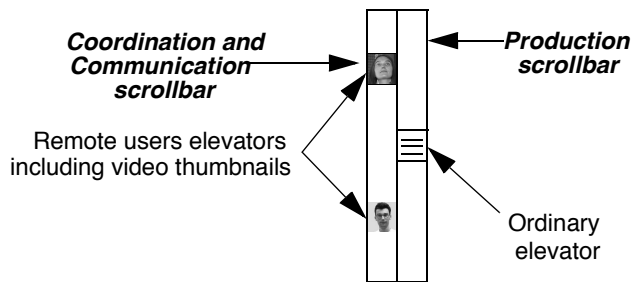 Coordination and
Communication
scrollbar
Production
scrollbar
Remote users elevators
including video thumbnails
Ordinary
elevator